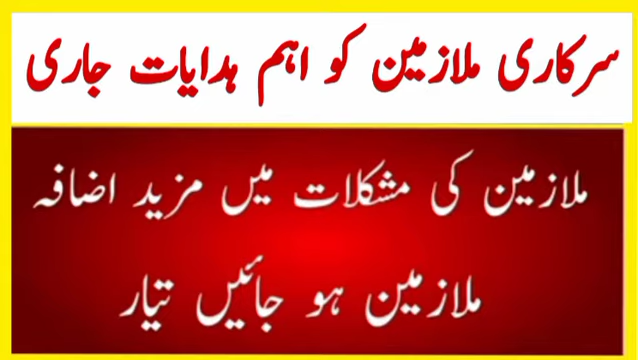 سرکاری ملازمین کو اہم ہدایات جاری
ملازمین کی مشکلات میں مزید اضافہ
ملازمین ہو جائیں تیار